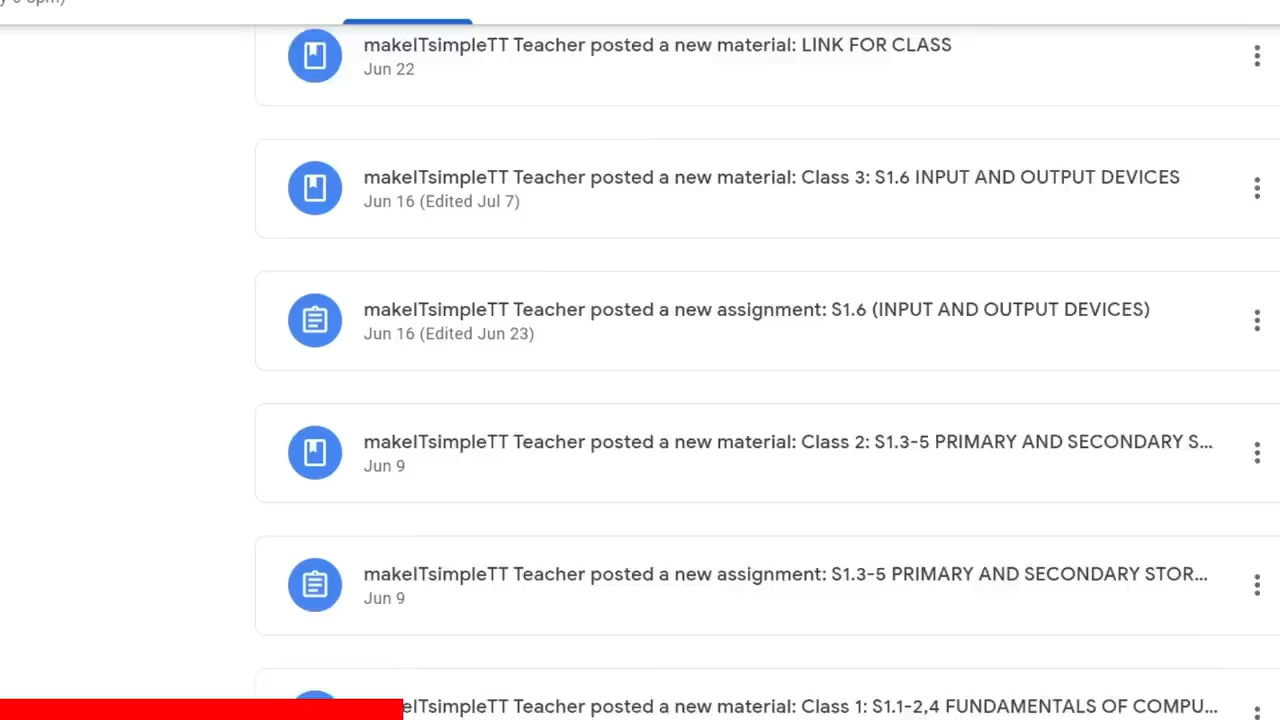 makeITsimpleTT Teacher posted a new material: LINK FOR CLASS
Jun 22
makeITsimpleTT Teacher posted a new material: Class 3: S1.6 INPUT AND OUTPUT DEVICES
Jun 16 (Edited Jul 7)
makeITsimpleTT Teacher posted a new assignment: S1.6 (INPUT AND OUTPUT DEVICES)
Jun 16 (Edited Jun 23)
makeITsimpleTT Teacher posted a new material: Class 2: S1.3-5 PRIMARY AND SECONDARY S...
Jun 9
makeITsimpleTT Teacher posted a new assignment: S1.3-5 PRIMARY AND SECONDARY STOR...
Jun 9
eITsimpleTT Teacher posted a new material: Class 1: S1.1-2,4 FUNDAMENTALS OF COMPU...